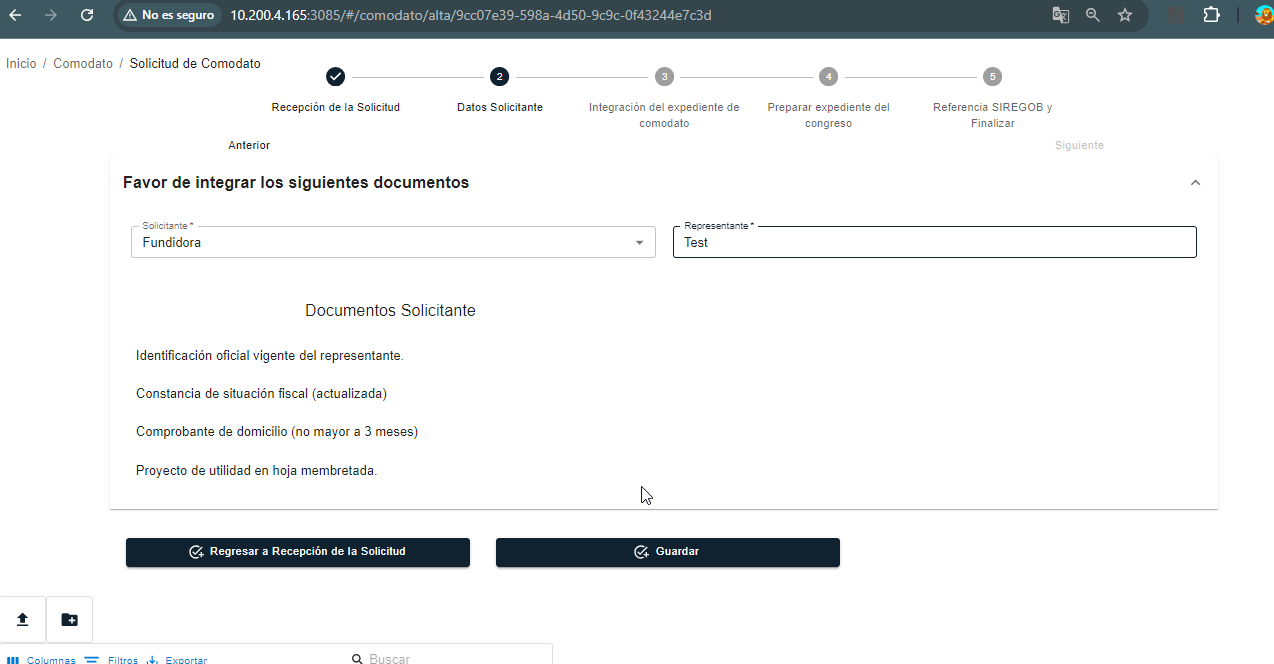 No es seguro
10.200.4.165:3085/#/comodato/alta/9cc07e39-598a-4d50-9c9c-0f43244e7c3d
Inicio / Comodato / Solicitud de Comodato
2
3
4
5
Recepción de la Solicitud
Datos Solicitante
Integración del expediente de
comodato
Preparar expediente del
congreso
Referencia SIREGOB y
Finalizar
Anterior
Siguiente
Favor de integrar los siguientes documentos
Solicitante *
Fundidora
Representante *
Test
Documentos Solicitante
Identificación oficial vigente del representante.
Constancia de situación fiscal (actualizada)
Comprobante de domicilio (no mayor a 3 meses)
Proyecto de utilidad en hoja membretada.
Regresar a Recepción de la Solicitud
Guardar
Columnas
Filtros
Exportar
Buscar